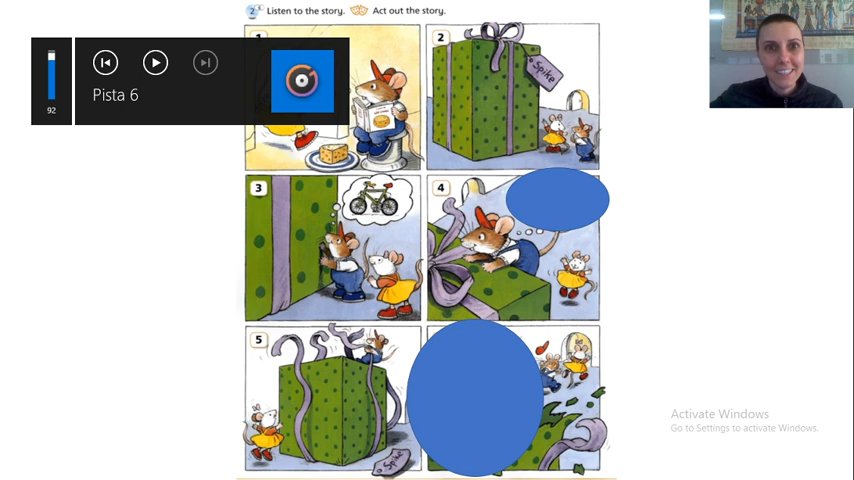 2 Listen to the story. Act out the story.
1
2
Spike
92
Pista 6
3
4
5
Spike
Activate Windows
Go to Settings to activate Windows.